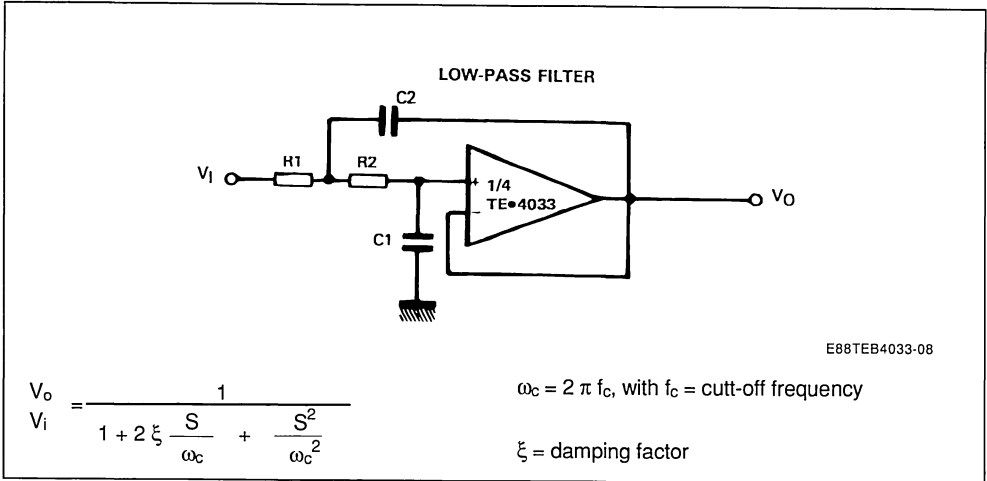 LOW-PASS FILTER
C2
R1
R2
VI
+ 1/4
TE●4033
−
VO
C1
E88TEB4033-08
Vo
Vi
= 1
1 + 2 ξ S + S²
ωc ωc²
ωc = 2 π fc, with fc = cutt-off frequency
ξ = damping factor